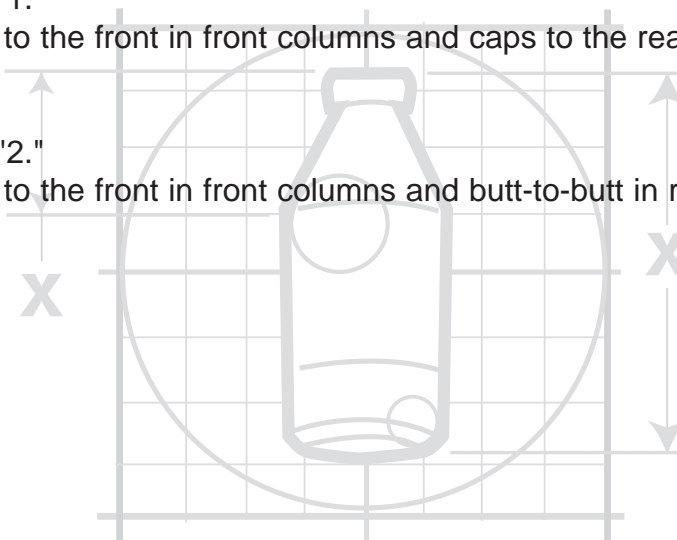 1."
to the front in front columns and caps to the rea
"2."
to the front in front columns and butt-to-butt in r
X
X